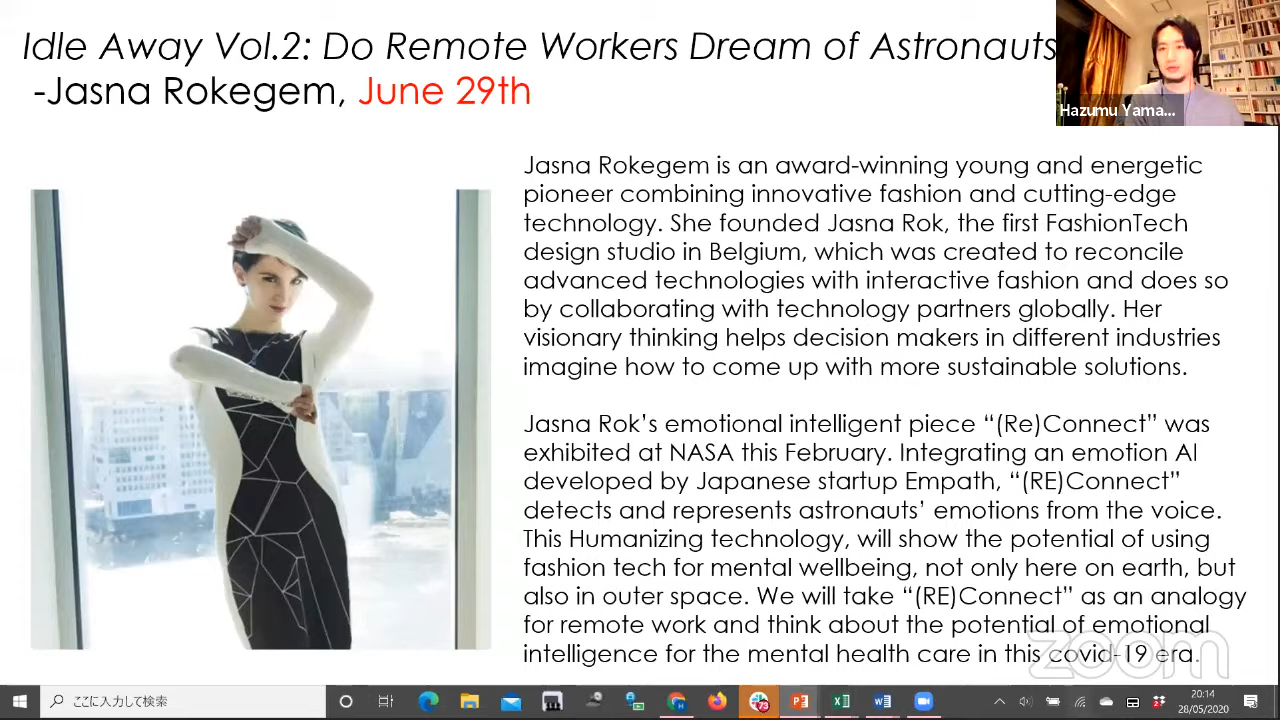 Idle Away Vol.2: Do Remote Workers Dream of Astronauts
-Jasna Rokegem, June 29th
Hazumu Yama...
Jasna Rokegem is an award-winning young and energetic
pioneer combining innovative fashion and cutting-edge
technology. She founded Jasna Rok, the first FashionTech
design studio in Belgium, which was created to reconcile
advanced technologies with interactive fashion and does so
by collaborating with technology partners globally. Her
visionary thinking helps decision makers in different industries
imagine how to come up with more sustainable solutions.
Jasna Rok’s emotional intelligent piece “(Re)Connect” was
exhibited at NASA this February. Integrating an emotion AI
developed by Japanese startup Empath, “(RE)Connect”
detects and represents astronauts’ emotions from the voice.
This Humanizing technology, will show the potential of using
fashion tech for mental wellbeing, not only here on earth, but
also in outer space. We will take “(RE)Connect” as an analogy
for remote work and think about the potential of emotional
intelligence for the mental health care in this covid-19 era.
zoom
ここに入力して検索
73
20:14
28/05/2020